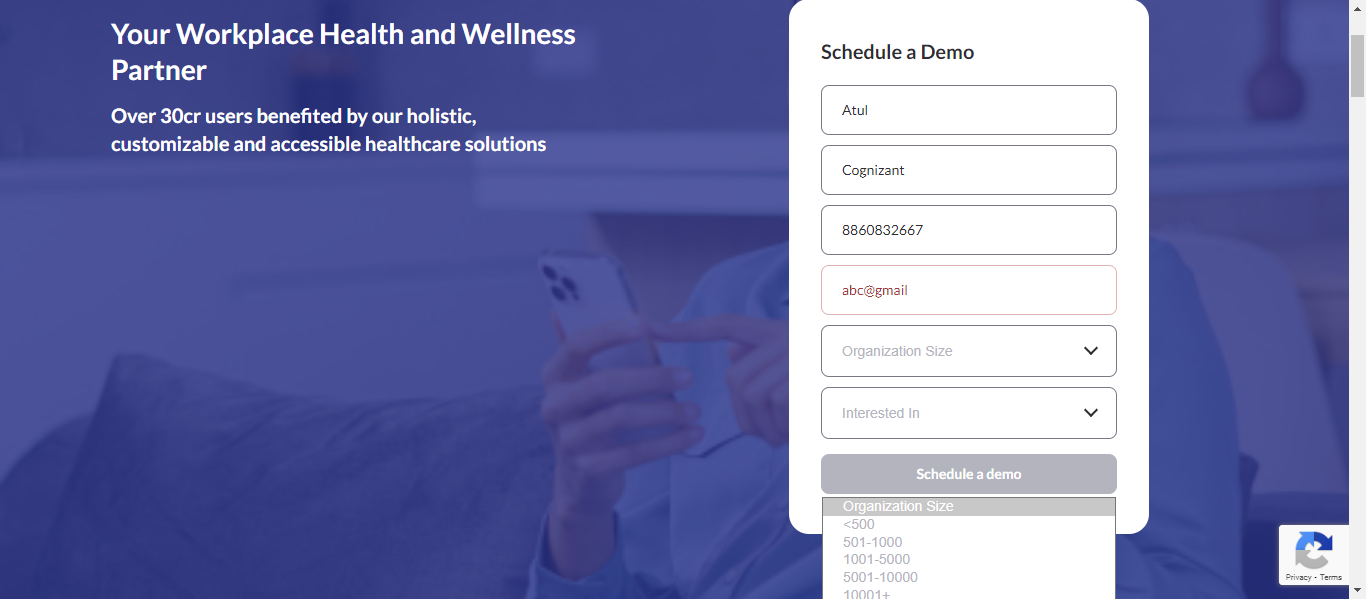 Your Workplace Health and Wellness
Partner
Over 30cr users benefited by our holistic,
customizable and accessible healthcare solutions
Schedule a Demo
Atul
Cognizant
8860832667
abc@gmail
Organization Size
Interested In
Schedule a demo
Organization Size
<500
501-1000
1001-5000
5001-10000
10001+
Privacy - Terms